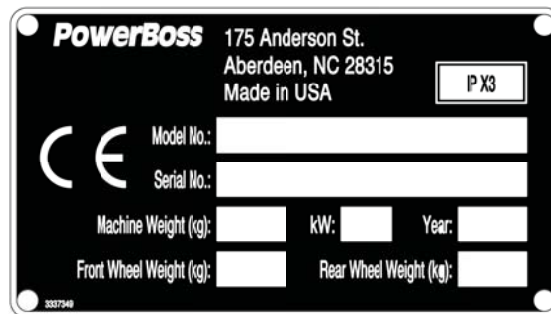 PowerBoss
175 Anderson St.
Aberdeen, NC 28315
Made in USA
IP X3
CE
Model No.:
Serial No.:
Machine Weight (kg): kW: Year:
Front Wheel Weight (kg): Rear Wheel Weight (kg):
3337349